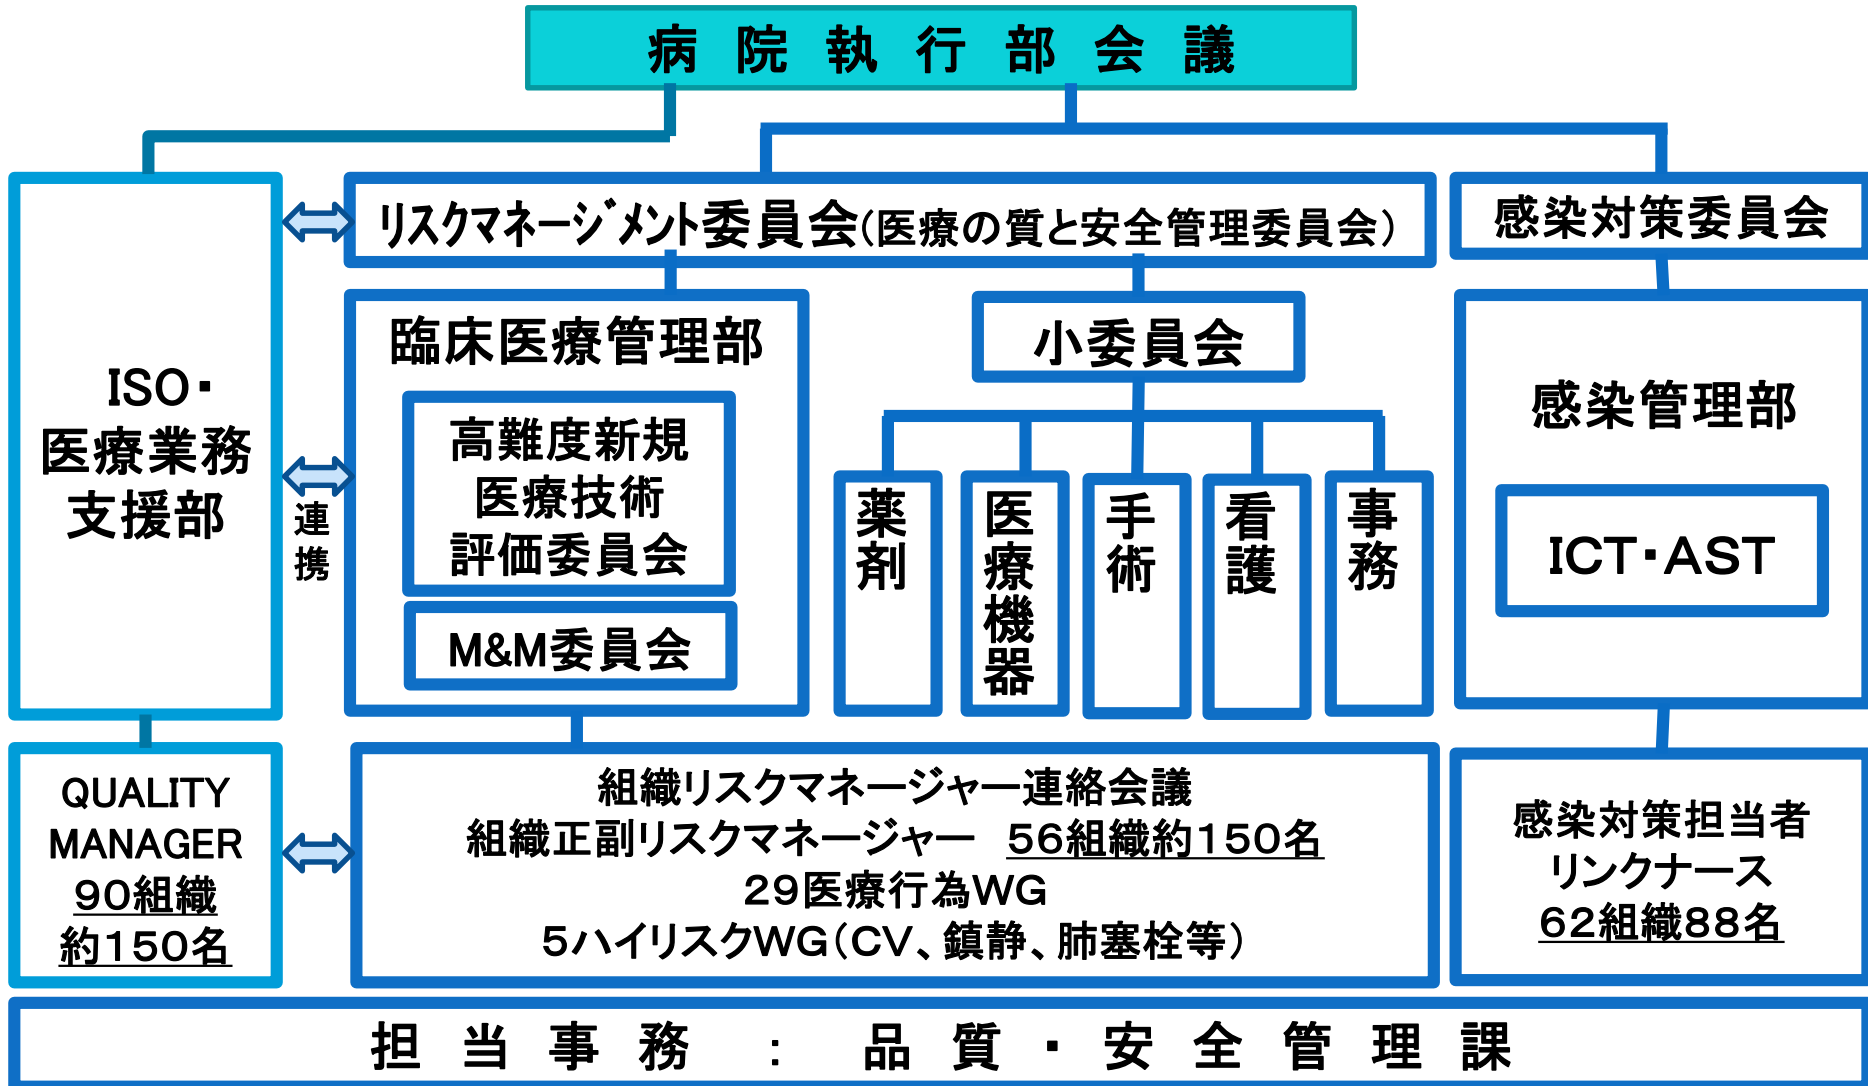 病院執行部会議
リスクマネージメント委員会(医療の質と安全管理委員会)
感染対策委員会
ISO・
医療業務
支援部
連
携
臨床医療管理部
高難度新規
医療技術
評価委員会
M&M委員会
小委員会
薬剤
医療機器
手術
看護
事務
感染管理部
ICT・AST
QUALITY
MANAGER
90組織
約150名
組織リスクマネージャー連絡会議
組織正副リスクマネージャー 56組織約150名
29医療行為WG
5ハイリスクWG(CV、鎮静、肺塞栓等)
感染対策担当者
リンクナース
62組織88名
担当事務：品質・安全管理課